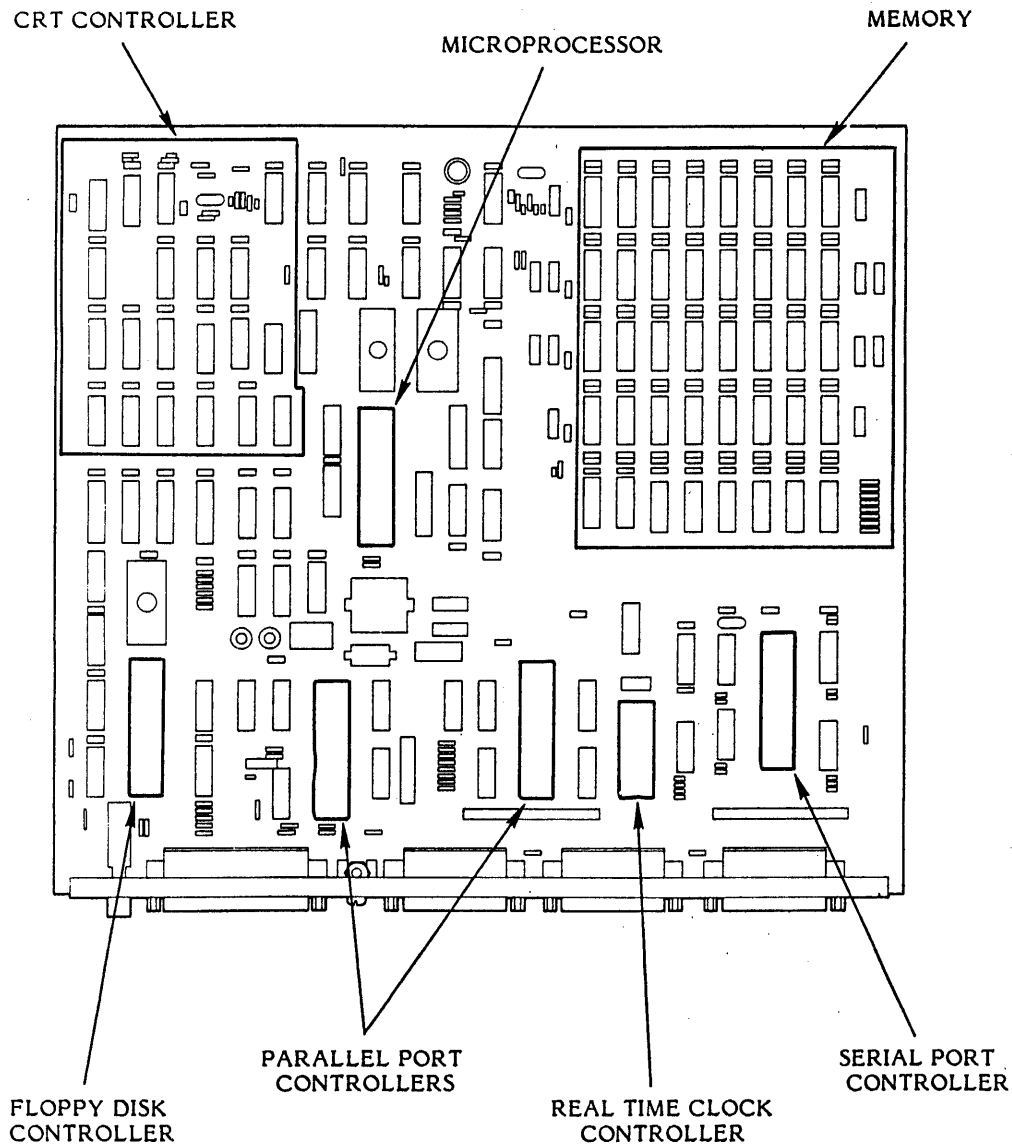 CRT CONTROLLER
MICROPROCESSOR
MEMORY
PARALLEL PORT
CONTROLLERS
SERIAL PORT
CONTROLLER
FLOPPY DISK
CONTROLLER
REAL TIME CLOCK
CONTROLLER